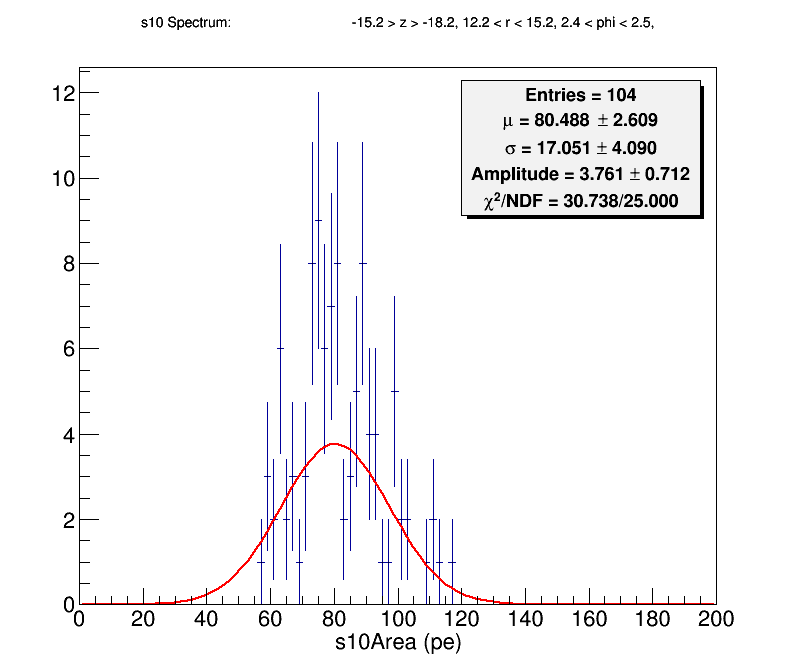 s10 Spectrum: -15.2 > z > -18.2, 12.2 < r < 15.2, 2.4 < phi < 2.5,
Entries = 104
μ = 80.488 ± 2.609
σ = 17.051 ± 4.090
Amplitude = 3.761 ± 0.712
χ²/NDF = 30.738/25.000
12
10
8
6
4
2
0
0 20 40 60 80 100 120 140 160 180 200
s10Area (pe)